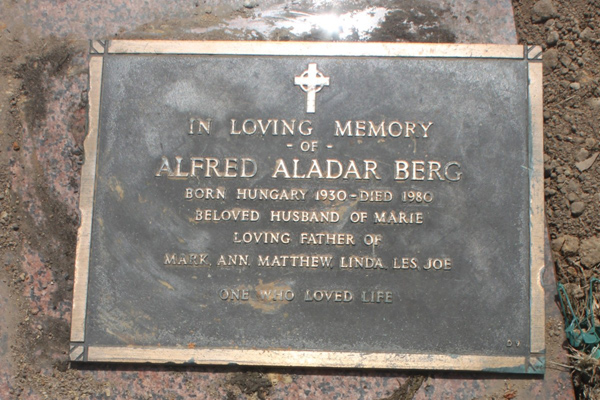 IN LOVING MEMORY
- OF -
ALFRED ALADAR BERG
BORN HUNGARY 1930 - DIED 1980
BELOVED HUSBAND OF MARIE
LOVING FATHER OF
MARK, ANN, MATTHEW, LINDA, LES, JOE
ONE WHO LOVED LIFE